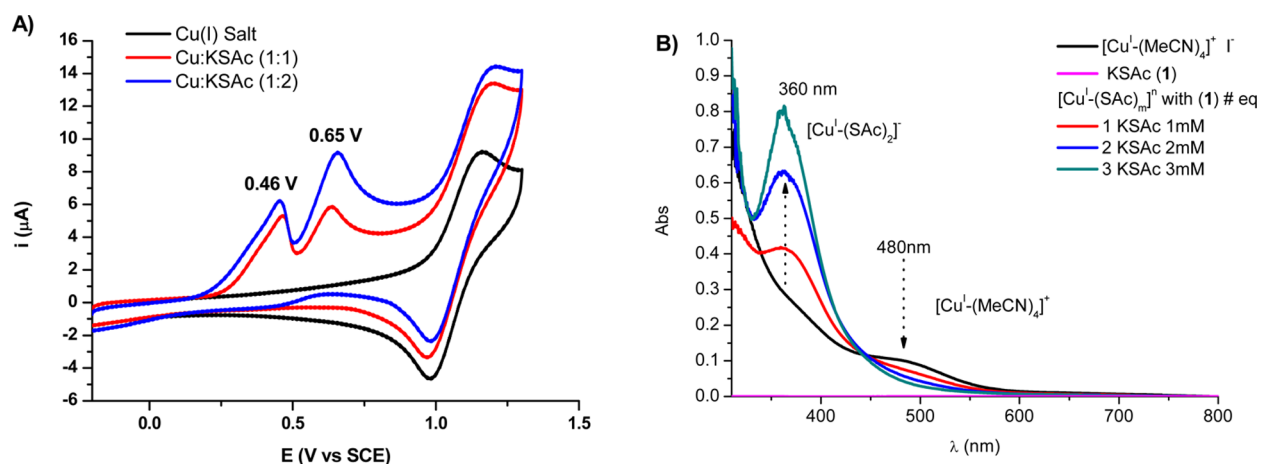 A)
Cu(I) Salt
Cu:KSAc (1:1)
Cu:KSAc (1:2)
0.46 V
0.65 V
16
14
12
10
8
6
4
2
0
-2
-4
-6
i (µA)
0.0 0.5 1.0 1.5
E (V vs SCE)
B)
[Cuᴵ-(MeCN)₄]⁺ I⁻
KSAc (1)
[Cuᴵ-(SAc)ₘ]ⁿ with (1) # eq
1 KSAc 1mM
2 KSAc 2mM
3 KSAc 3mM
360 nm
[Cuᴵ-(SAc)₂]⁻
480nm
[Cuᴵ-(MeCN)₄]⁺
1.0
0.9
0.8
0.7
0.6
0.5
0.4
0.3
0.2
0.1
0.0
Abs
400 500 600 700 800
λ (nm)